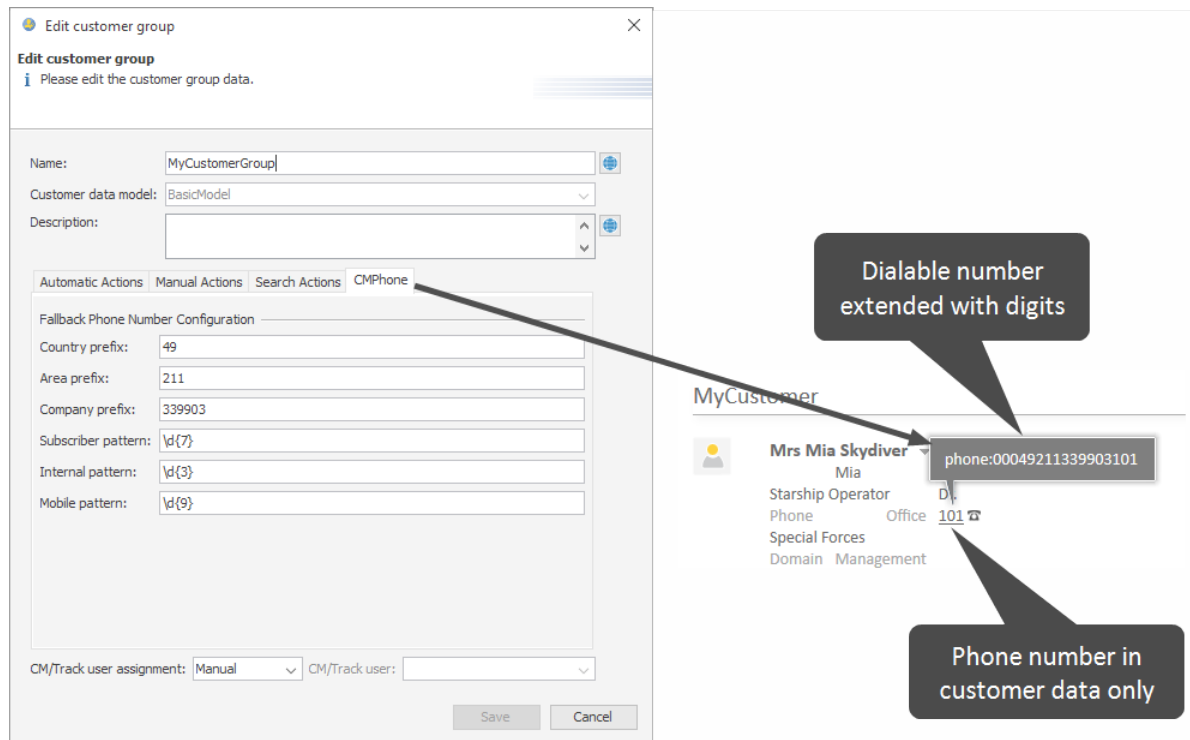 Edit customer group
Edit customer group
i Please edit the customer group data.
Name: MyCustomerGroup
Customer data model: BasicModel
Description:
Automatic Actions Manual Actions Search Actions CMPhone
Fallback Phone Number Configuration
Country prefix: 49
Area prefix: 211
Company prefix: 339903
Subscriber pattern: \d{7}
Internal pattern: \d{3}
Mobile pattern: \d{9}
CM/Track user assignment: Manual CM/Track user:
Save Cancel
Dialable number
extended with digits
MyCustomer
Mrs Mia Skydiver
phone:00049211339903101
Mia
Starship Operator
Phone Office 101
Special Forces
Domain Management
Phone number in
customer data only